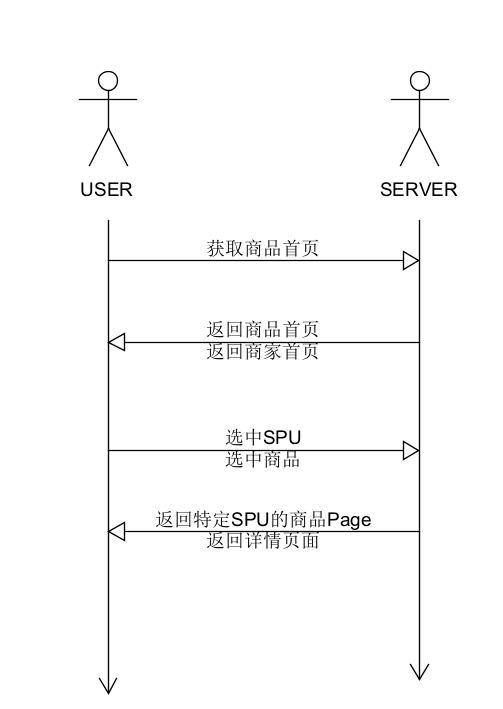 USER
SERVER
获取商品首页
返回商品首页
返回商家首页
选中SPU
选中商品
返回特定SPU的商品Page
返回详情页面